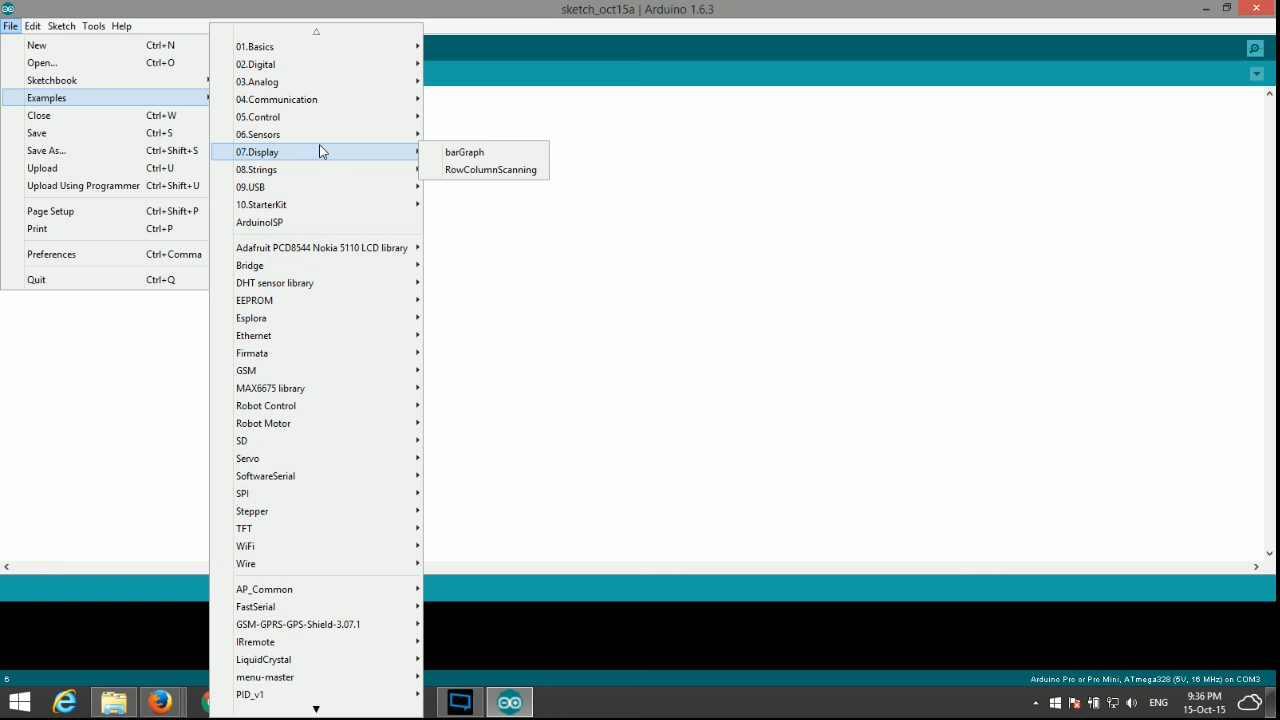 sketch_oct15a | Arduino 1.6.3
File Edit Sketch Tools Help
New Ctrl+N
Open... Ctrl+O
Sketchbook
Examples
Close Ctrl+W
Save Ctrl+S
Save As... Ctrl+Shift+S
Upload Ctrl+U
Upload Using Programmer Ctrl+Shift+U
Page Setup Ctrl+Shift+P
Print Ctrl+P
Preferences Ctrl+Comma
Quit Ctrl+Q
01.Basics
02.Digital
03.Analog
04.Communication
05.Control
06.Sensors
07.Display
08.Strings
09.USB
10.StarterKit
ArduinoISP
Adafruit PCD8544 Nokia 5110 LCD library
Bridge
DHT sensor library
EEPROM
Esplora
Ethernet
Firmata
GSM
MAX6675 library
Robot Control
Robot Motor
SD
Servo
SoftwareSerial
SPI
Stepper
TFT
WiFi
Wire
AP_Common
FastSerial
GSM-GPRS-GPS-Shield-3.07.1
IRremote
LiquidCrystal
menu-master
PID_v1
barGraph
RowColumnScanning
6
Arduino Pro or Pro Mini, ATmega328 (5V, 16 MHz) on COM3
ENG
9:36 PM
15-Oct-15